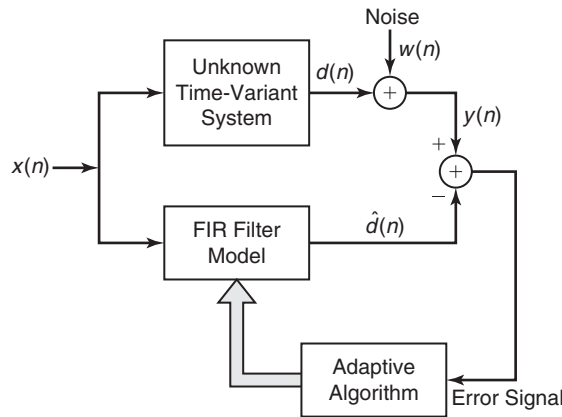 Noise
w(n)
Unknown
Time-Variant
System
d(n)
+
y(n)
x(n)
+
+
−
FIR Filter
Model
d̂(n)
Adaptive
Algorithm
Error Signal